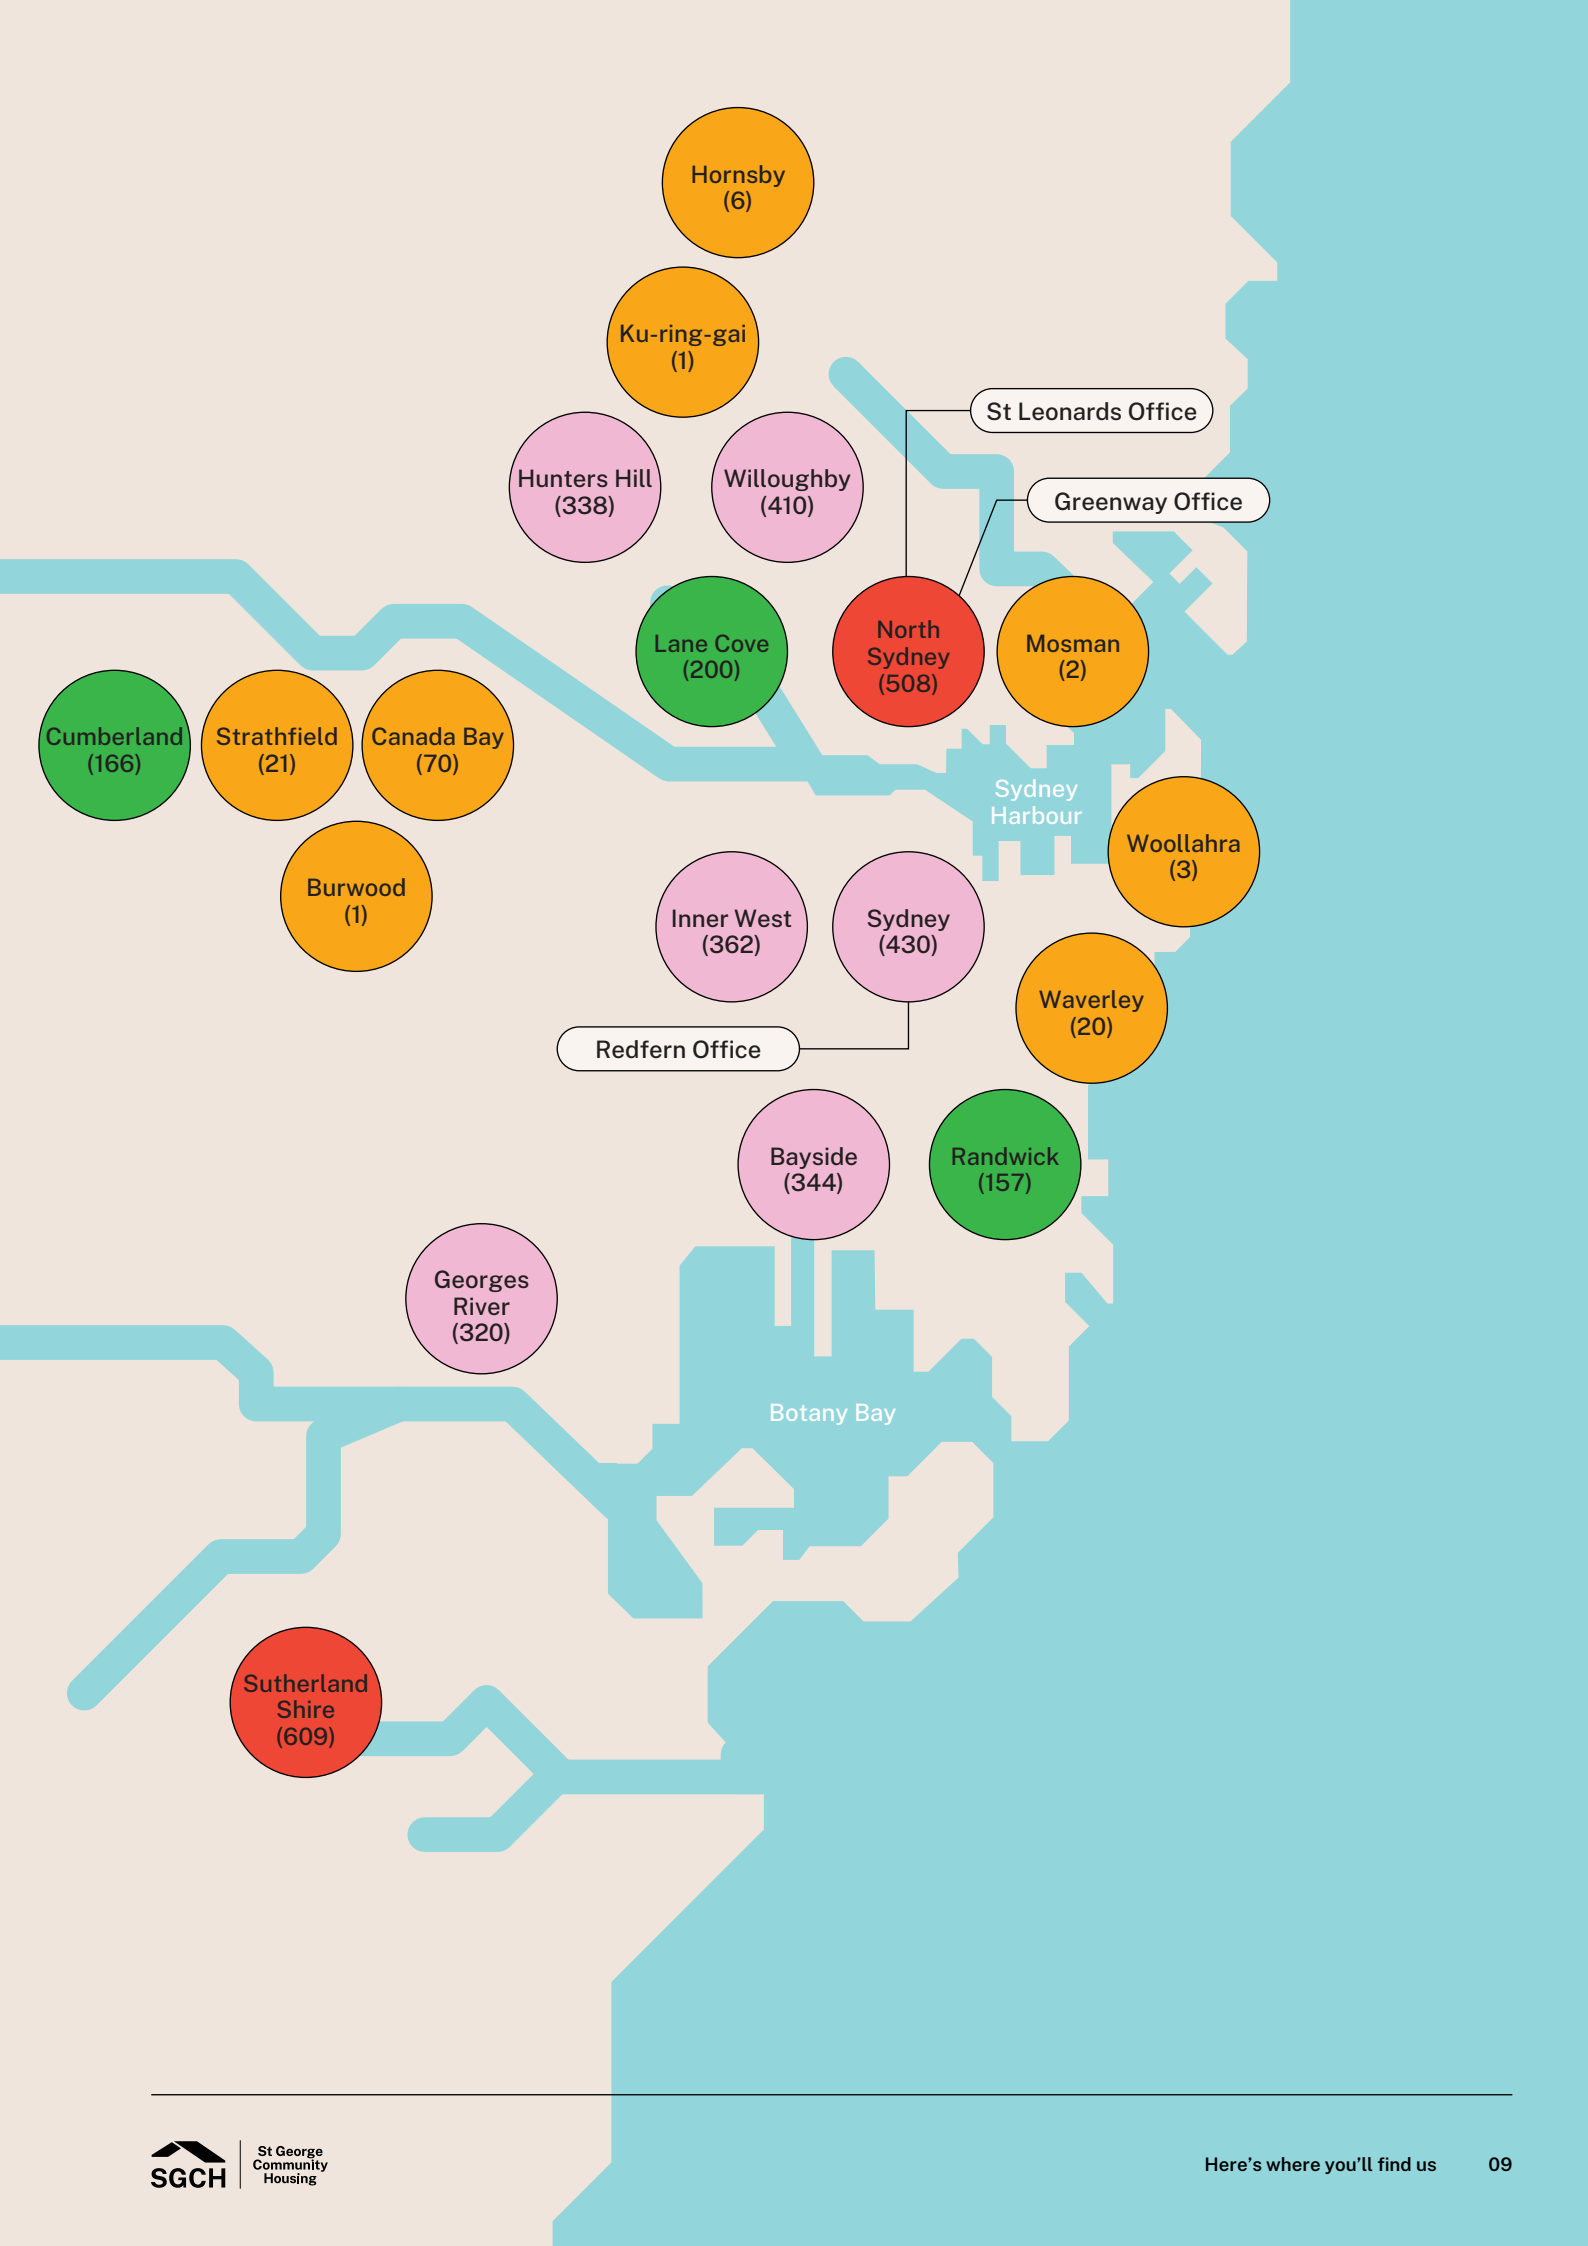 Hornsby
(6)
Ku-ring-gai
(1)
St Leonards Office
Hunters Hill
(338)
Willoughby
(410)
Greenway Office
Lane Cove
(200)
North
Sydney
(508)
Mosman
(2)
Cumberland
(166)
Strathfield
(21)
Canada Bay
(70)
Sydney
Harbour
Woollahra
(3)
Burwood
(1)
Inner West
(362)
Sydney
(430)
Waverley
(20)
Redfern Office
Bayside
(344)
Randwick
(157)
Georges
River
(320)
Botany Bay
Sutherland
Shire
(609)
SGCH
St George
Community
Housing
Here’s where you’ll find us
09